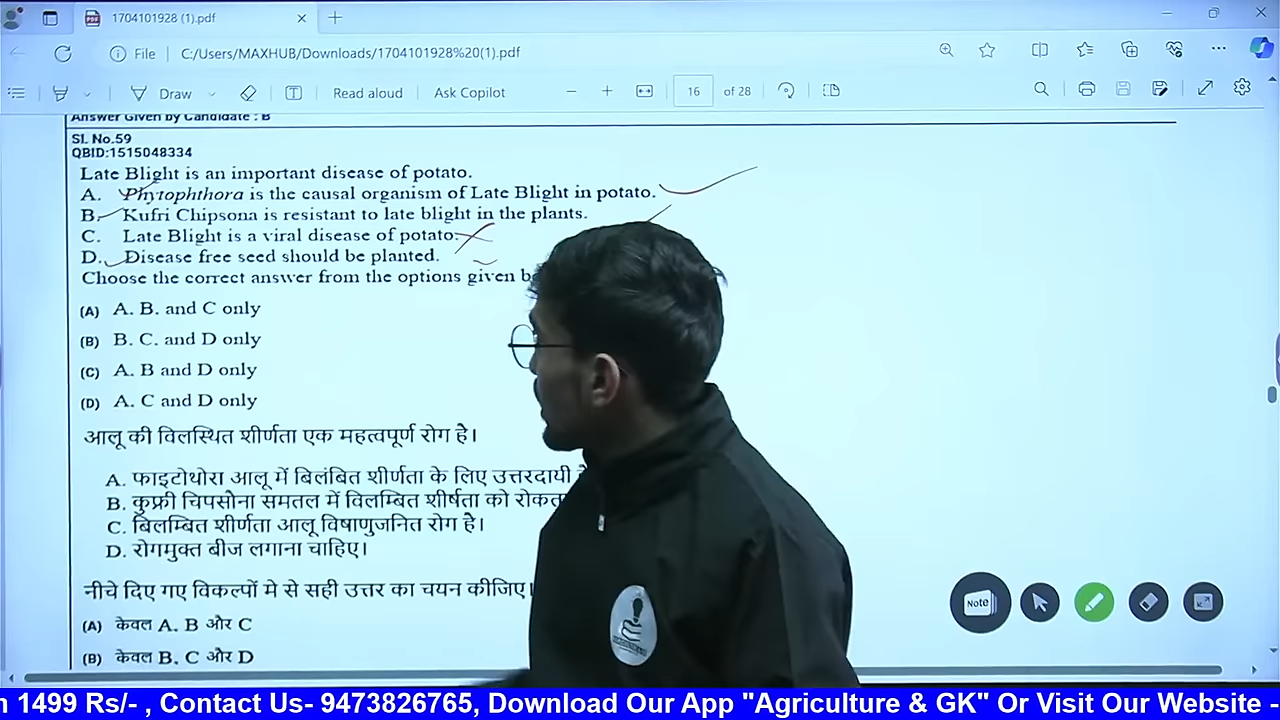 1704101928 (1).pdf
File
C:/Users/MAXHUB/Downloads/1704101928%20(1).pdf
Draw
Read aloud
Ask Copilot
16 of 28
Answer Given by Candidate : B
Sl. No.59
QBID:1515048334
Late Blight is an important disease of potato.
A. Phytophthora is the causal organism of Late Blight in potato.
B. Kufri Chipsona is resistant to late blight in the plants.
C. Late Blight is a viral disease of potato.
D. Disease free seed should be planted.
Choose the correct answer from the options given
(A) A. B. and C only
(B) B. C. and D only
(C) A. B and D only
(D) A. C and D only
आलू की विलस्थित शीर्णता एक महत्वपूर्ण रोग है।
A. फाइटोथोरा आलू में बिलंबित शीर्णता के लिए उत्तरदायी
B. कुफ्री चिपसोना समतल में विलम्बित शीर्षता को
C. बिलम्बित शीर्णता आलू विषाणुजनित रोग है।
D. रोगमुक्त बीज लगाना चाहिए।
नीचे दिए गए विकल्पों मे से सही उत्तर का चयन कीजिए।
(A) केवल A. B और C
(B) केवल B. C और D
Note
1499 Rs/- , Contact Us- 9473826765, Download Our App "Agriculture & GK" Or Visit Our Website -